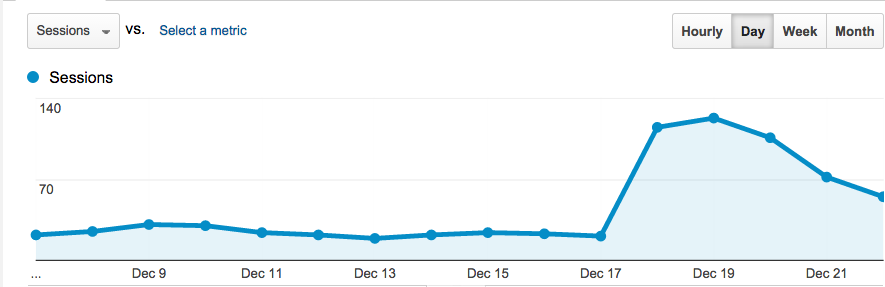 Sessions vs. Select a metric Hourly Day Week Month
Sessions
140
70
... Dec 9 Dec 11 Dec 13 Dec 15 Dec 17 Dec 19 Dec 21